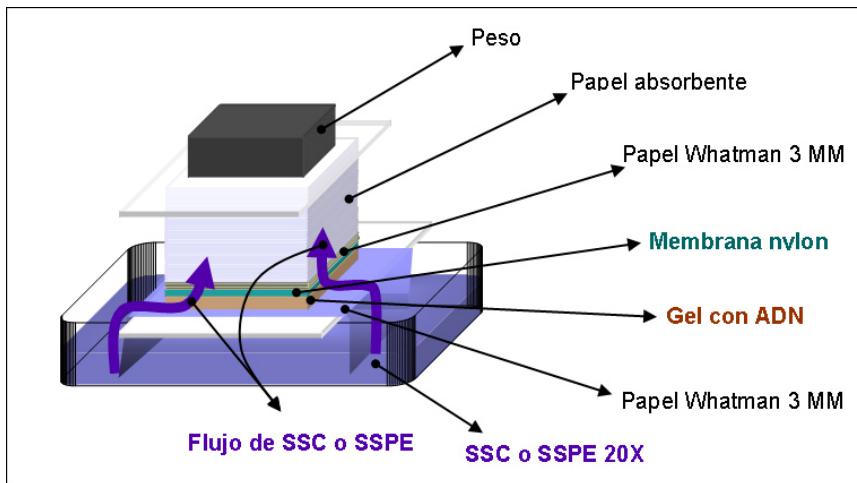 Peso
Papel absorbente
Papel Whatman 3 MM
Membrana nylon
Gel con ADN
Papel Whatman 3 MM
Flujo de SSC o SSPE
SSC o SSPE 20X